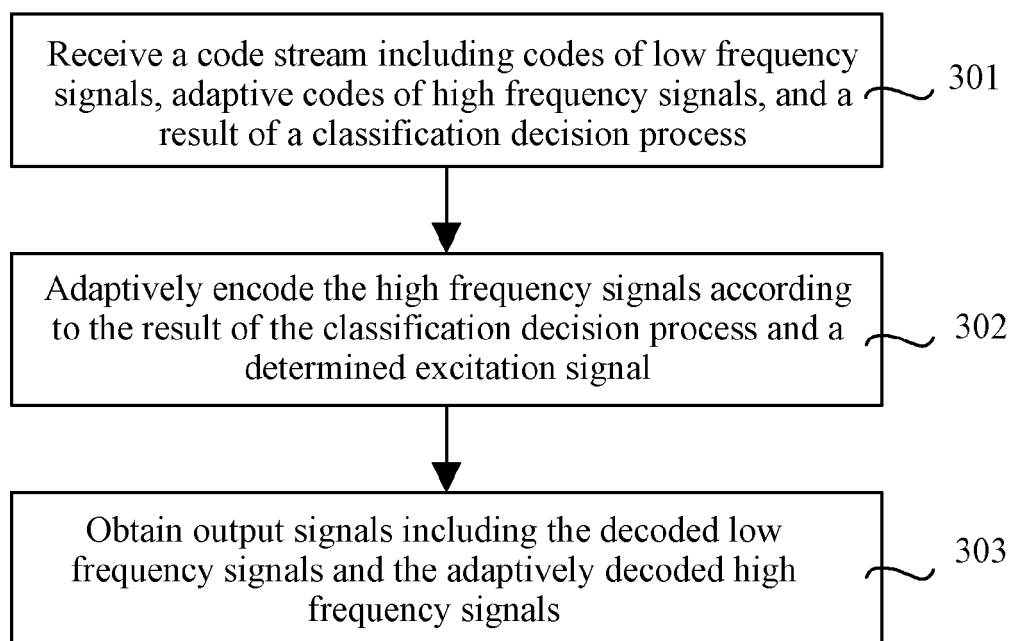 Receive a code stream including codes of low frequency
signals, adaptive codes of high frequency signals, and a
result of a classification decision process
301
Adaptively encode the high frequency signals according
to the result of the classification decision process and a
determined excitation signal
302
Obtain output signals including the decoded low
frequency signals and the adaptively decoded high
frequency signals
303